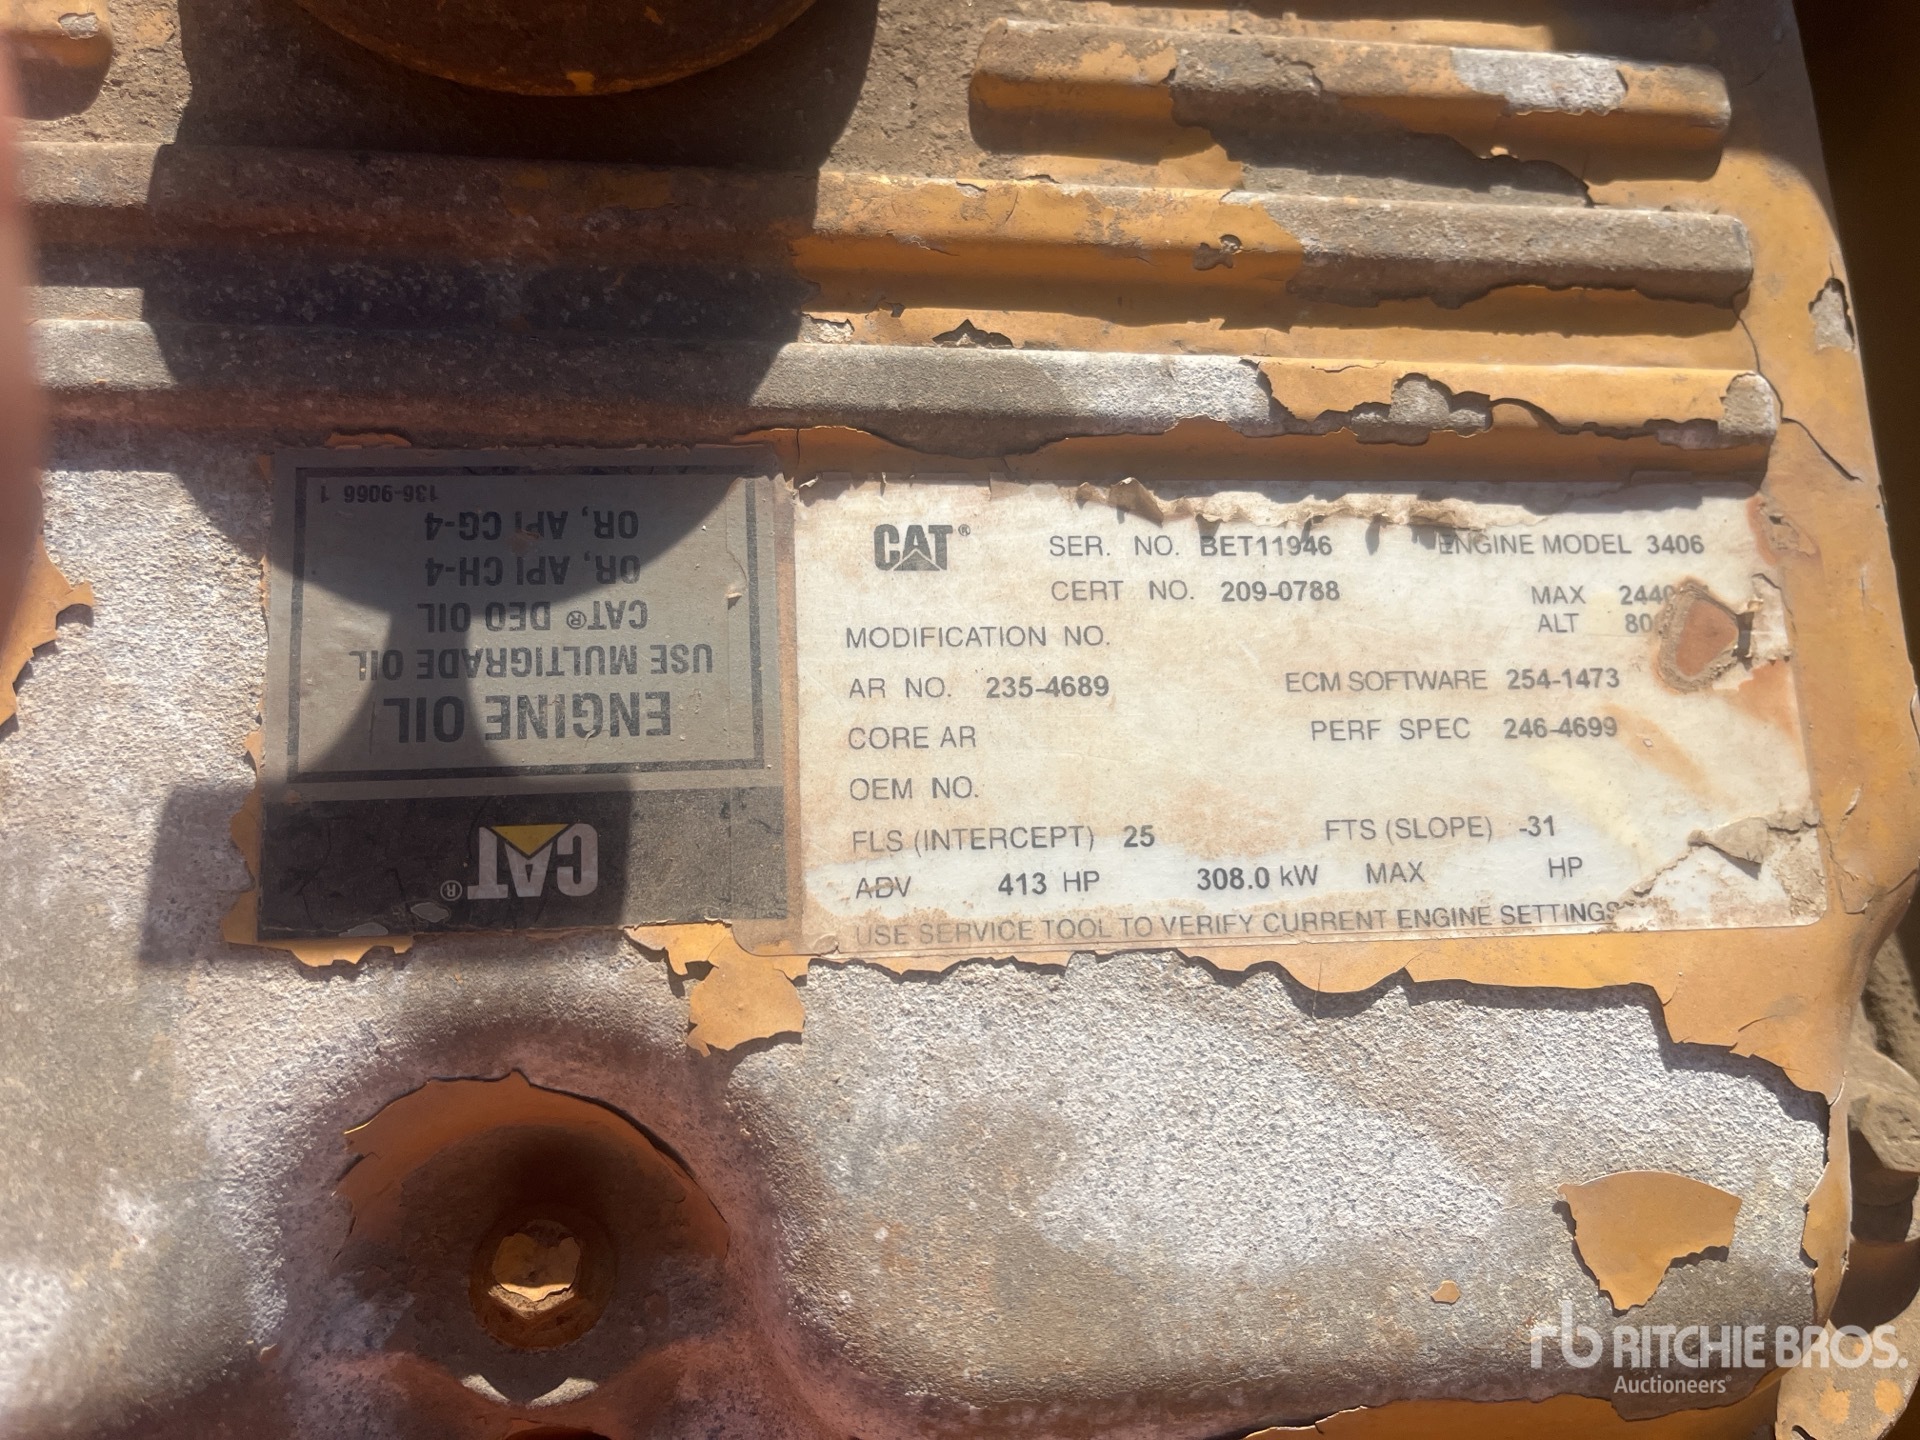 CAT®
ENGINE OIL
USE MULTIGRADE OIL
CAT® DEO OIL
OR, API CH-4
OR, API CG-4
136-9066 1
CAT®
SER. NO. BET11946 ENGINE MODEL 3406
CERT NO. 209-0788
MAX
ALT
MODIFICATION NO.
AR NO. 235-4689 ECM SOFTWARE 254-1473
CORE AR PERF SPEC 246-4699
OEM NO.
FLS (INTERCEPT) 25 FTS (SLOPE) -31
ADV 413 HP 308.0 kW MAX HP
USE SERVICE TOOL TO VERIFY CURRENT ENGINE SETTINGS
rb RITCHIE BROS.
Auctioneers